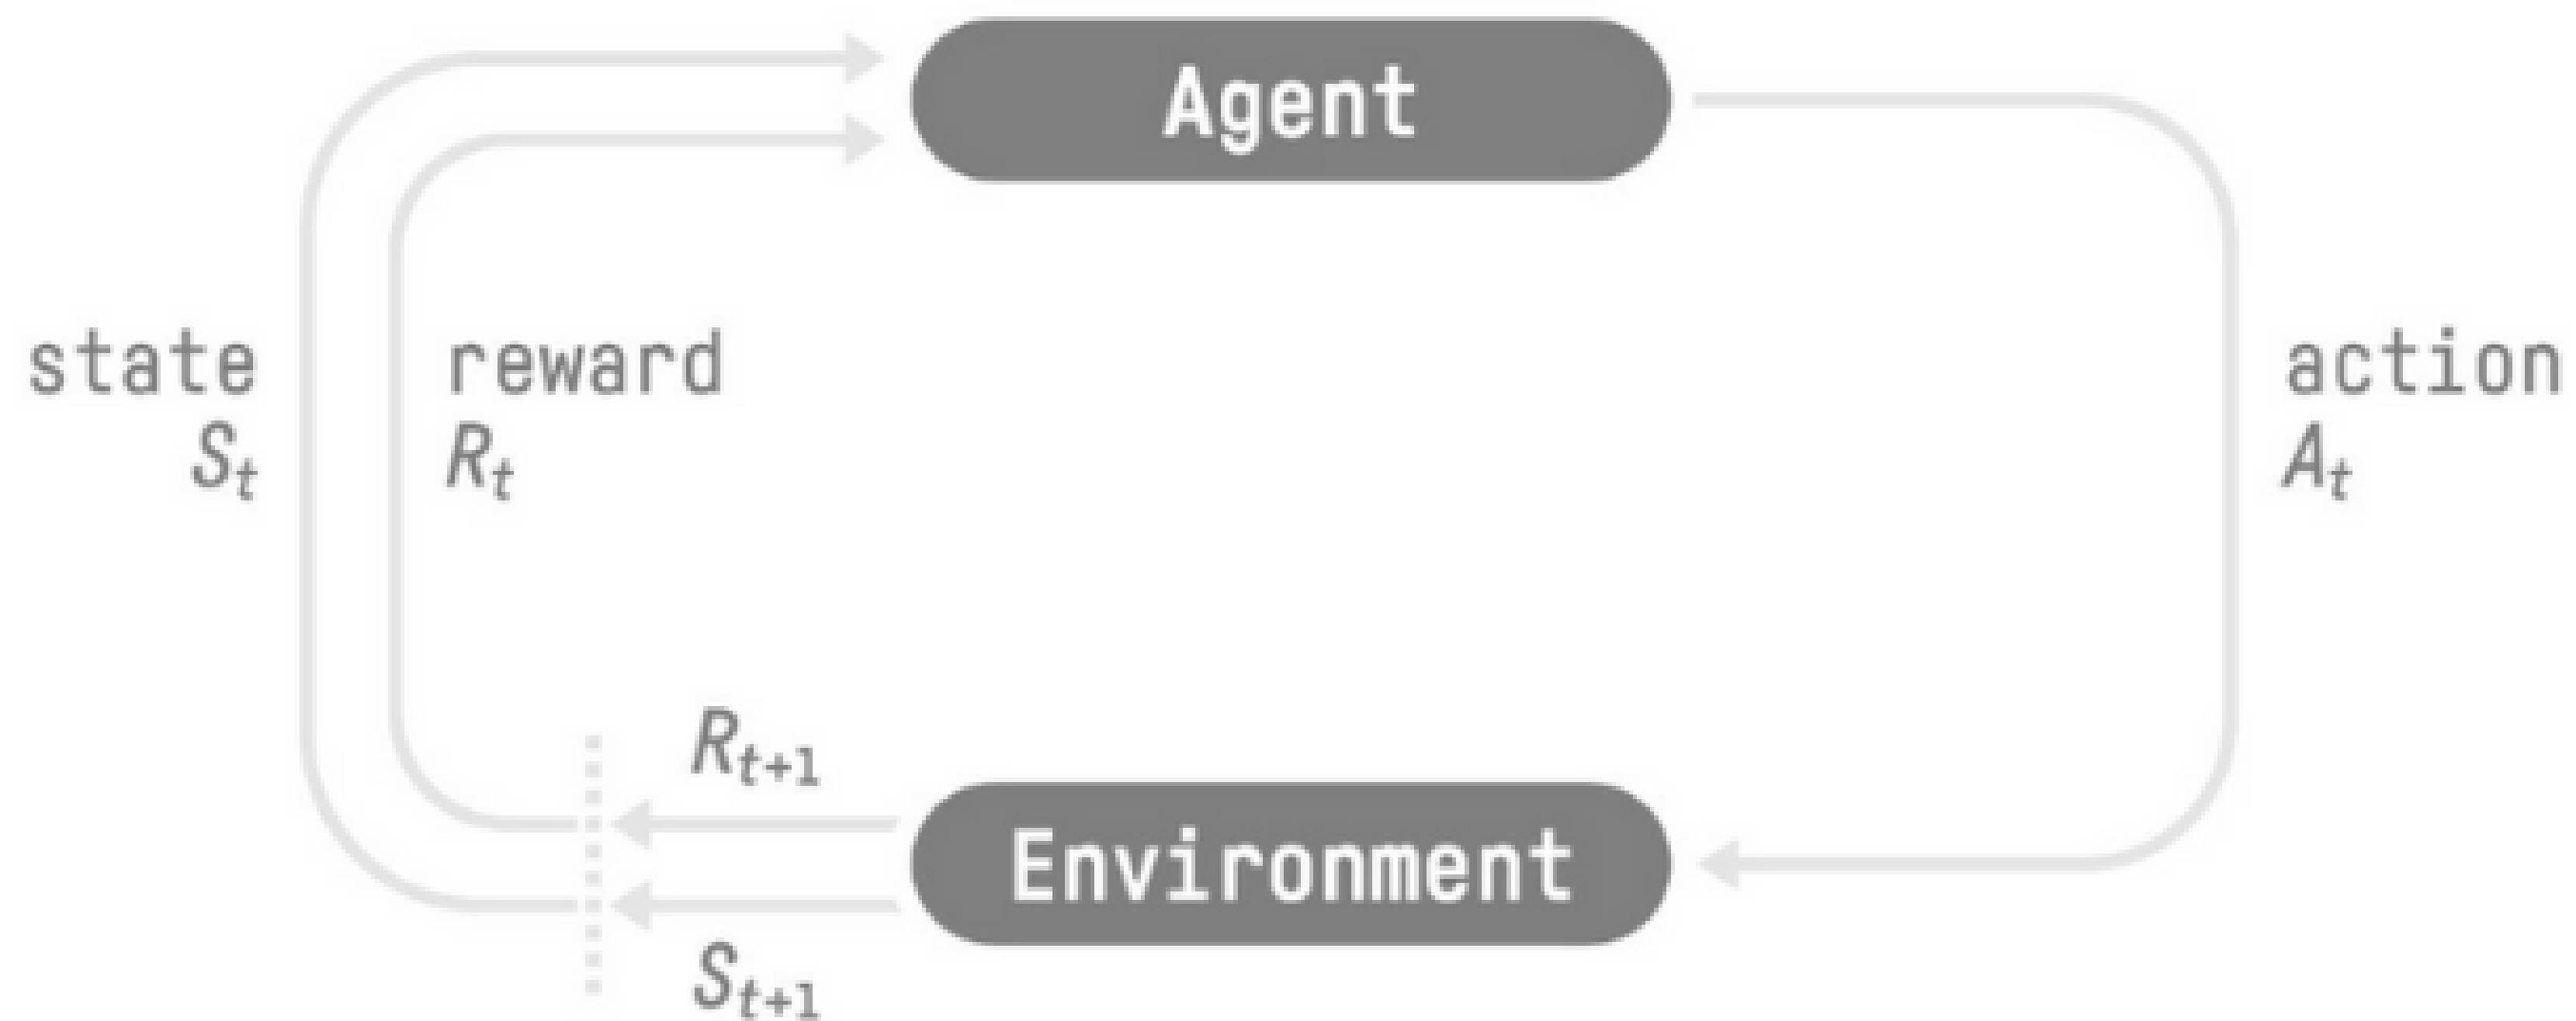 Agent
state
S_t
reward
R_t
action
A_t
R_{t+1}
Environment
S_{t+1}